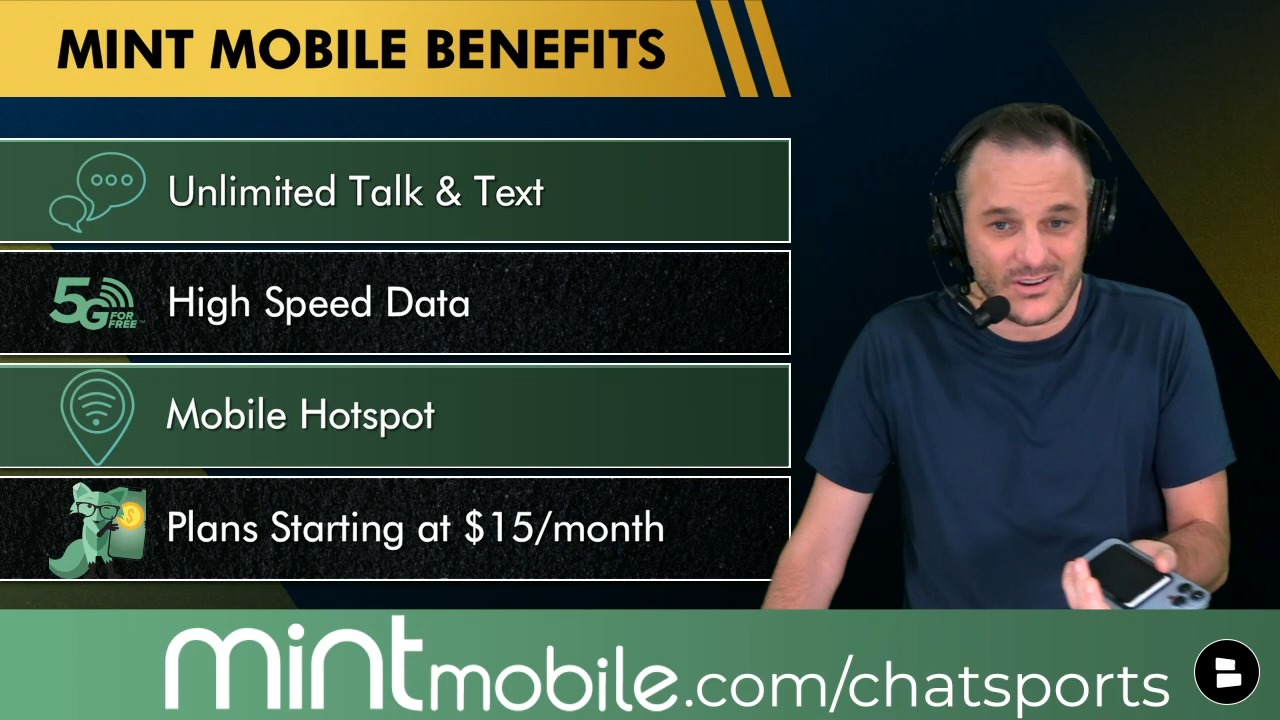 MINT MOBILE BENEFITS
Unlimited Talk & Text
5G FOR FREE™
High Speed Data
Mobile Hotspot
Plans Starting at $15/month
mintmobile.com/chatsports